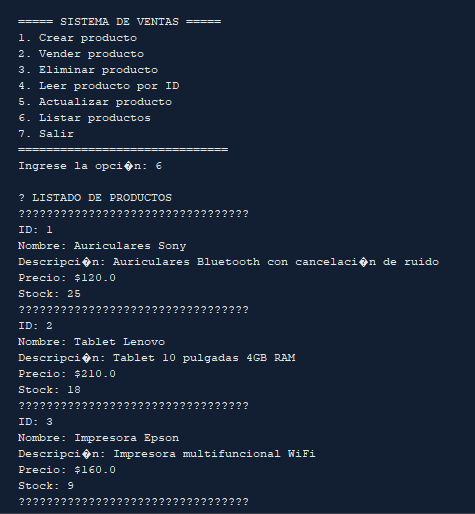 ===== SISTEMA DE VENTAS =====
1. Crear producto
2. Vender producto
3. Eliminar producto
4. Leer producto por ID
5. Actualizar producto
6. Listar productos
7. Salir
==============================
Ingrese la opci�n: 6
? LISTADO DE PRODUCTOS
?????????????????????????????????
ID: 1
Nombre: Auriculares Sony
Descripci�n: Auriculares Bluetooth con cancelaci�n de ruido
Precio: $120.0
Stock: 25
?????????????????????????????????
ID: 2
Nombre: Tablet Lenovo
Descripci�n: Tablet 10 pulgadas 4GB RAM
Precio: $210.0
Stock: 18
?????????????????????????????????
ID: 3
Nombre: Impresora Epson
Descripci�n: Impresora multifuncional WiFi
Precio: $160.0
Stock: 9
?????????????????????????????????